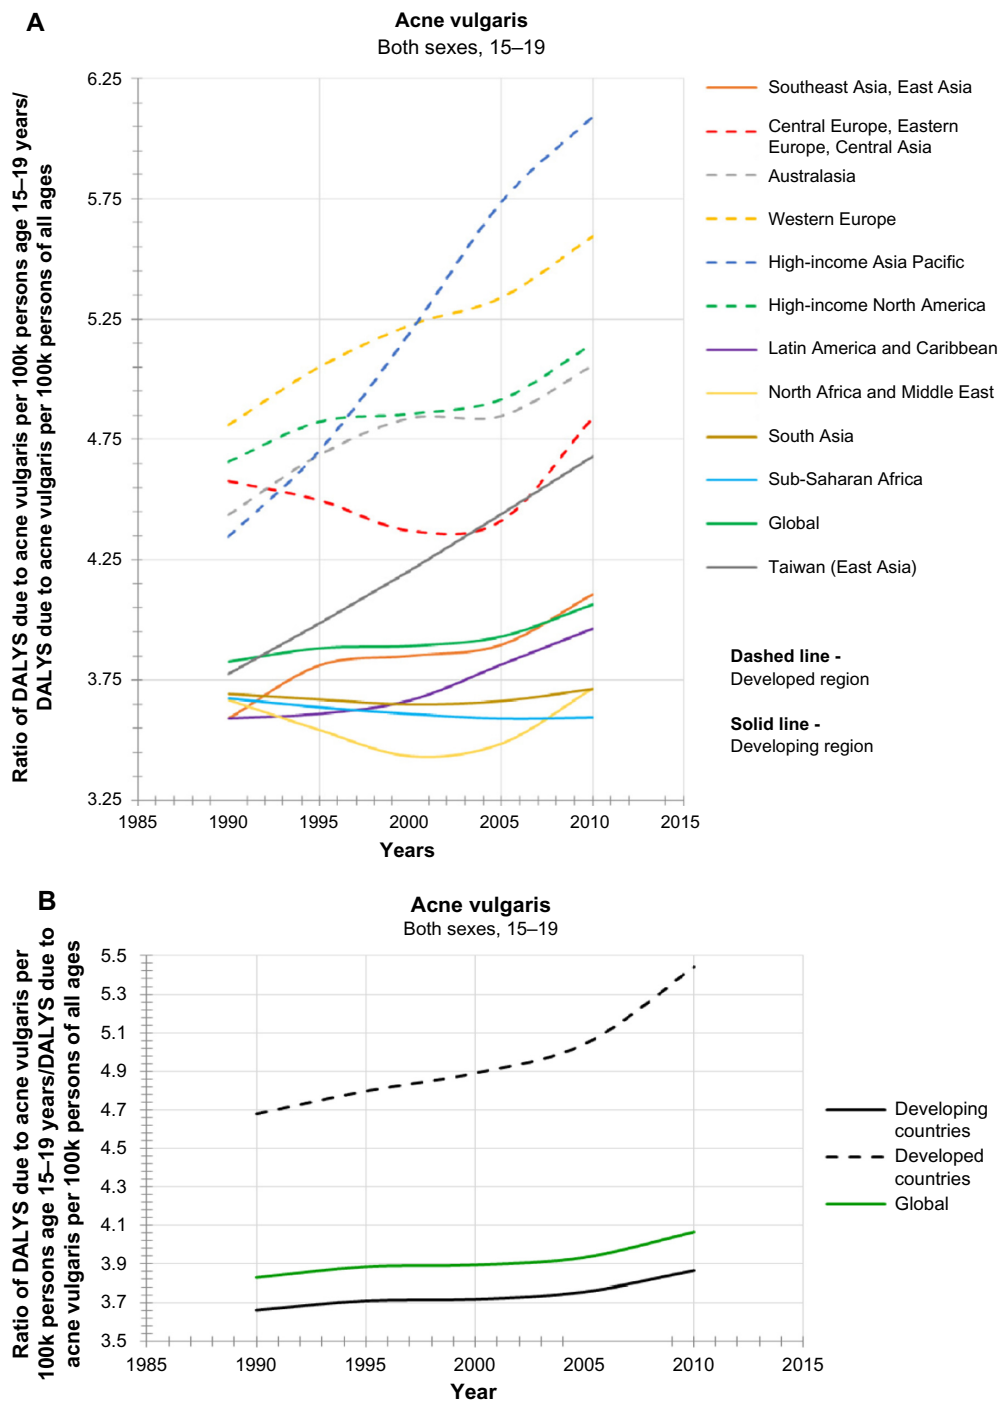 A
Acne vulgaris
Both sexes, 15–19
Ratio of DALYS due to acne vulgaris per 100k persons age 15–19 years/
DALYS due to acne vulgaris per 100k persons of all ages
6.25
5.75
5.25
4.75
4.25
3.75
3.25
1985 1990 1995 2000 2005 2010 2015
Years
Southeast Asia, East Asia
Central Europe, Eastern
Europe, Central Asia
Australasia
Western Europe
High-income Asia Pacific
High-income North America
Latin America and Caribbean
North Africa and Middle East
South Asia
Sub-Saharan Africa
Global
Taiwan (East Asia)
Dashed line -
Developed region
Solid line -
Developing region
B
Acne vulgaris
Both sexes, 15–19
Ratio of DALYS due to acne vulgaris per
100k persons age 15–19 years/DALYS due to
acne vulgaris per 100k persons of all ages
5.5
5.3
5.1
4.9
4.7
4.5
4.3
4.1
3.9
3.7
3.5
1985 1990 1995 2000 2005 2010 2015
Year
Developing
countries
Developed
countries
Global